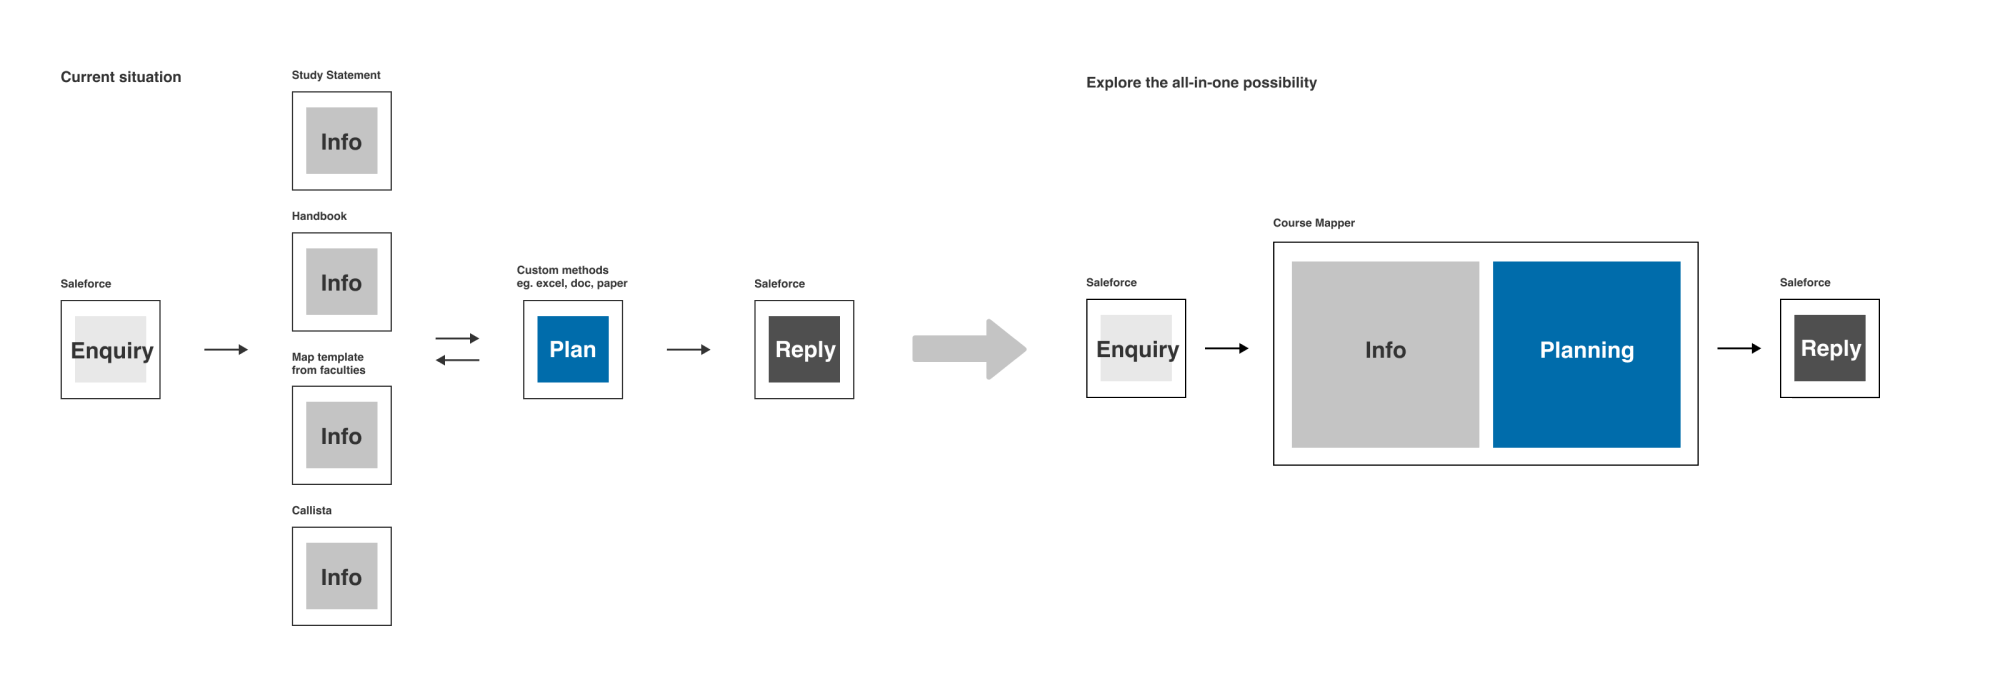 Current situation
Saleforce
Enquiry
Study Statement
Info
Handbook
Info
Map template
from faculties
Info
Callista
Info
Custom methods
eg. excel, doc, paper
Plan
Saleforce
Reply
Explore the all-in-one possibility
Saleforce
Enquiry
Course Mapper
Info
Planning
Saleforce
Reply